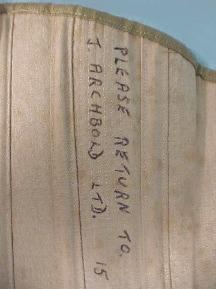 PLEASE RETURN TO.
J. ARCHBOLD LTD. 15